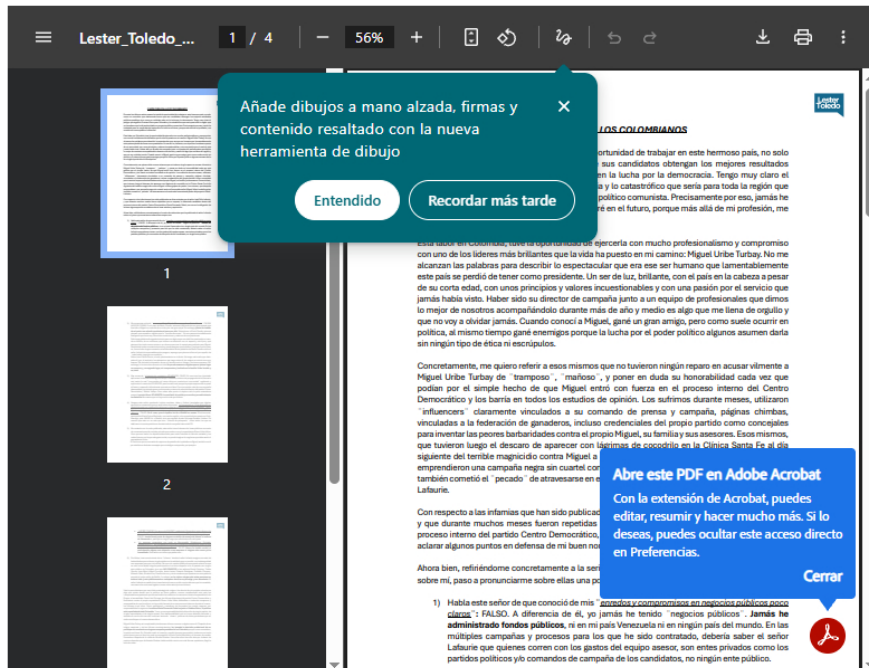 Lester_Toledo_... 1 / 4 56%
Añade dibujos a mano alzada, firmas y
contenido resaltado con la nueva
herramienta de dibujo
Entendido Recordar más tarde
1
2
Lester
Toledo
LOS COLOMBIANOS
ortunidad de trabajar en este hermoso país, no solo
sus candidatos obtengan los mejores resultados
en la lucha por la democracia. Tengo muy claro el
a y lo catastrófico que sería para toda la región que
político comunista. Precisamente por eso, jamás he
ré en el futuro, porque más allá de mi profesión, me
Esta labor en Colombia, tuve la oportunidad de ejercerla con mucho profesionalismo y compromiso
con uno de los lideres más brillantes que la vida ha puesto en mi camino: Miguel Uribe Turbay. No me
alcanzan las palabras para describir lo espectacular que era ese ser humano que lamentablemente
este país se perdió de tener como presidente. Un ser de luz, brillante, con el país en la cabeza a pesar
de su corta edad, con unos principios y valores incuestionables y con una pasión por el servicio que
jamás había visto. Haber sido su director de campaña junto a un equipo de profesionales que dimos
lo mejor de nosotros acompañándolo durante más de año y medio es algo que me llena de orgullo y
que no voy a olvidar jamás. Cuando conocí a Miguel, gané un gran amigo, pero como suele ocurrir en
política, al mismo tiempo gané enemigos porque la lucha por el poder político algunos asumen darla
sin ningún tipo de ética ni escrúpulos.
Concretamente, me quiero referir a esos mismos que no tuvieron ningún reparo en acusar vilmente a
Miguel Uribe Turbay de ¨tramposo¨, ¨mañoso¨, y poner en duda su honorabilidad cada vez que
podían por el simple hecho de que Miguel entró con fuerza en el proceso interno del Centro
Democrático y los barría en todos los estudios de opinión. Los sufrimos durante meses, utilizaron
¨influencers¨ claramente vinculados a su comando de prensa y campaña, páginas chimbas,
vinculadas a la federación de ganaderos, incluso credenciales del propio partido como concejales
para inventar las peores barbaridades contra el propio Miguel, su familia y sus asesores. Esos mismos,
que tuvieron luego el descaro de aparecer con lágrimas de cocodrilo en la Clínica Santa Fe al día
siguiente del terrible magnicidio contra Miguel a
emprendieron una campaña negra sin cuartel con
también cometió el ¨pecado¨ de atravesarse en e
Lafaurie.
Con respecto a las infamias que han sido publicad
y que durante muchos meses fueron repetidas
proceso interno del partido Centro Democrático,
aclarar algunos puntos en defensa de mi buen nom
Ahora bien, refiriéndome concretamente a la seri
sobre mí, paso a pronunciarme sobre ellas una po
1) Habla este señor de que conoció de mis ¨enredos y compromisos en negocios públicos poco
claros¨: FALSO. A diferencia de él, yo jamás he tenido ¨negocios públicos¨. Jamás he
administrado fondos públicos, ni en mi país Venezuela ni en ningún país del mundo. En las
múltiples campañas y procesos para los que he sido contratado, debería saber el señor
Lafaurie que quienes corren con los gastos del equipo asesor, son entes privados como los
partidos políticos y/o comandos de campaña de los candidatos, no ningún ente público.
Abre este PDF en Adobe Acrobat
Con la extensión de Acrobat, puedes
editar, resumir y hacer mucho más. Si lo
deseas, puedes ocultar este acceso directo
en Preferencias.
Cerrar